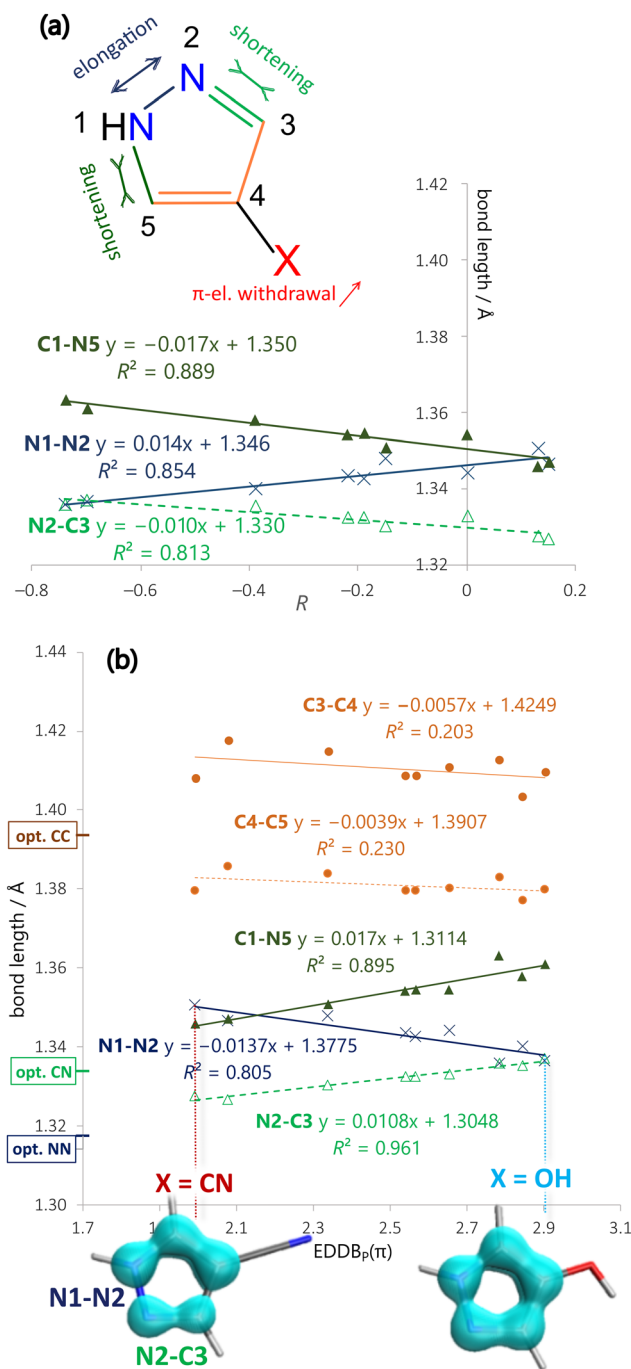 (a)
elongation
2
shortening
N
1 HN
3
shortening
5
4
X
π-el. withdrawal
bond length / Å
1.42
1.40
1.38
1.36
1.34
1.32
C1-N5 y = −0.017x + 1.350
R² = 0.889
N1-N2 y = 0.014x + 1.346
R² = 0.854
N2-C3 y = −0.010x + 1.330
R² = 0.813
−0.8 −0.6 −0.4 −0.2 0 0.2
R
(b)
bond length / Å
1.44
1.42
1.40
1.38
1.36
1.34
1.32
1.30
opt. CC
opt. CN
opt. NN
C3-C4 y = −0.0057x + 1.4249
R² = 0.203
C4-C5 y = −0.0039x + 1.3907
R² = 0.230
C1-N5 y = 0.017x + 1.3114
R² = 0.895
N1-N2 y = −0.0137x + 1.3775
R² = 0.805
N2-C3 y = 0.0108x + 1.3048
R² = 0.961
X = CN
X = OH
1.7 2.1 2.3 2.5 2.7 2.9 3.1
EDDBP(π)
N1-N2
N2-C3